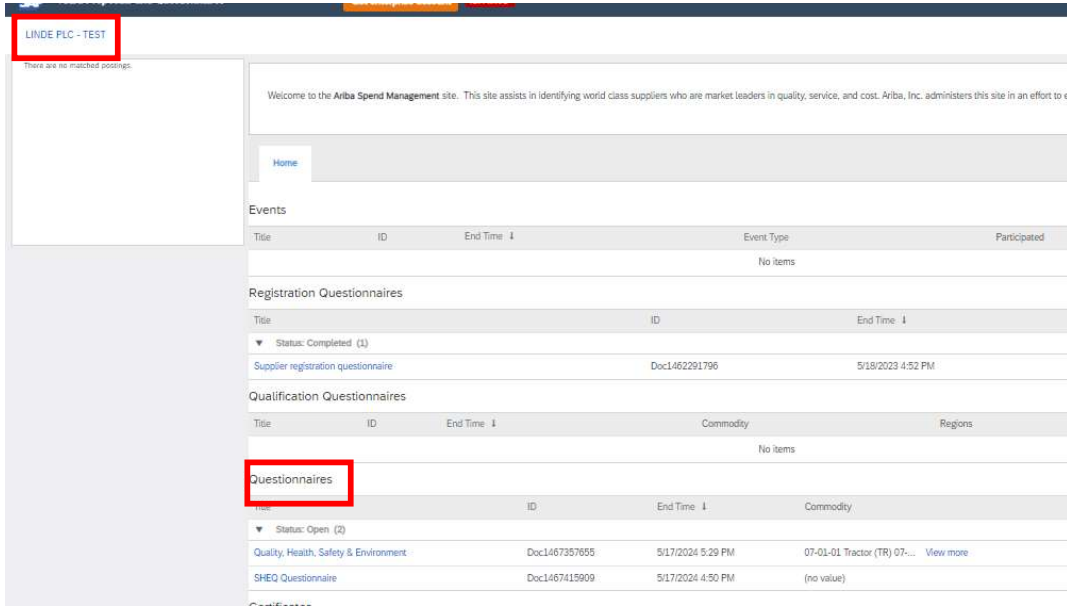 LINDE PLC - TEST
There are no matched postings.
Welcome to the Ariba Spend Management site. This site assists in identifying world class suppliers who are market leaders in quality, service, and cost. Ariba, Inc. administers this site in an effort to
Home
Events
Title ID End Time ↓ Event Type Participated
No items
Registration Questionnaires
Title ID End Time ↓
▼ Status: Completed (1)
Supplier registration questionnaire Doc1462291796 5/18/2023 4:52 PM
Qualification Questionnaires
Title ID End Time ↓ Commodity Regions
No items
Questionnaires
Title ID End Time ↓ Commodity
▼ Status: Open (2)
Quality, Health, Safety & Environment Doc1467357655 5/17/2024 5:29 PM 07-01-01 Tractor (TR) 07-... View more
SHEQ Questionnaire Doc1467415909 5/17/2024 4:50 PM (no value)